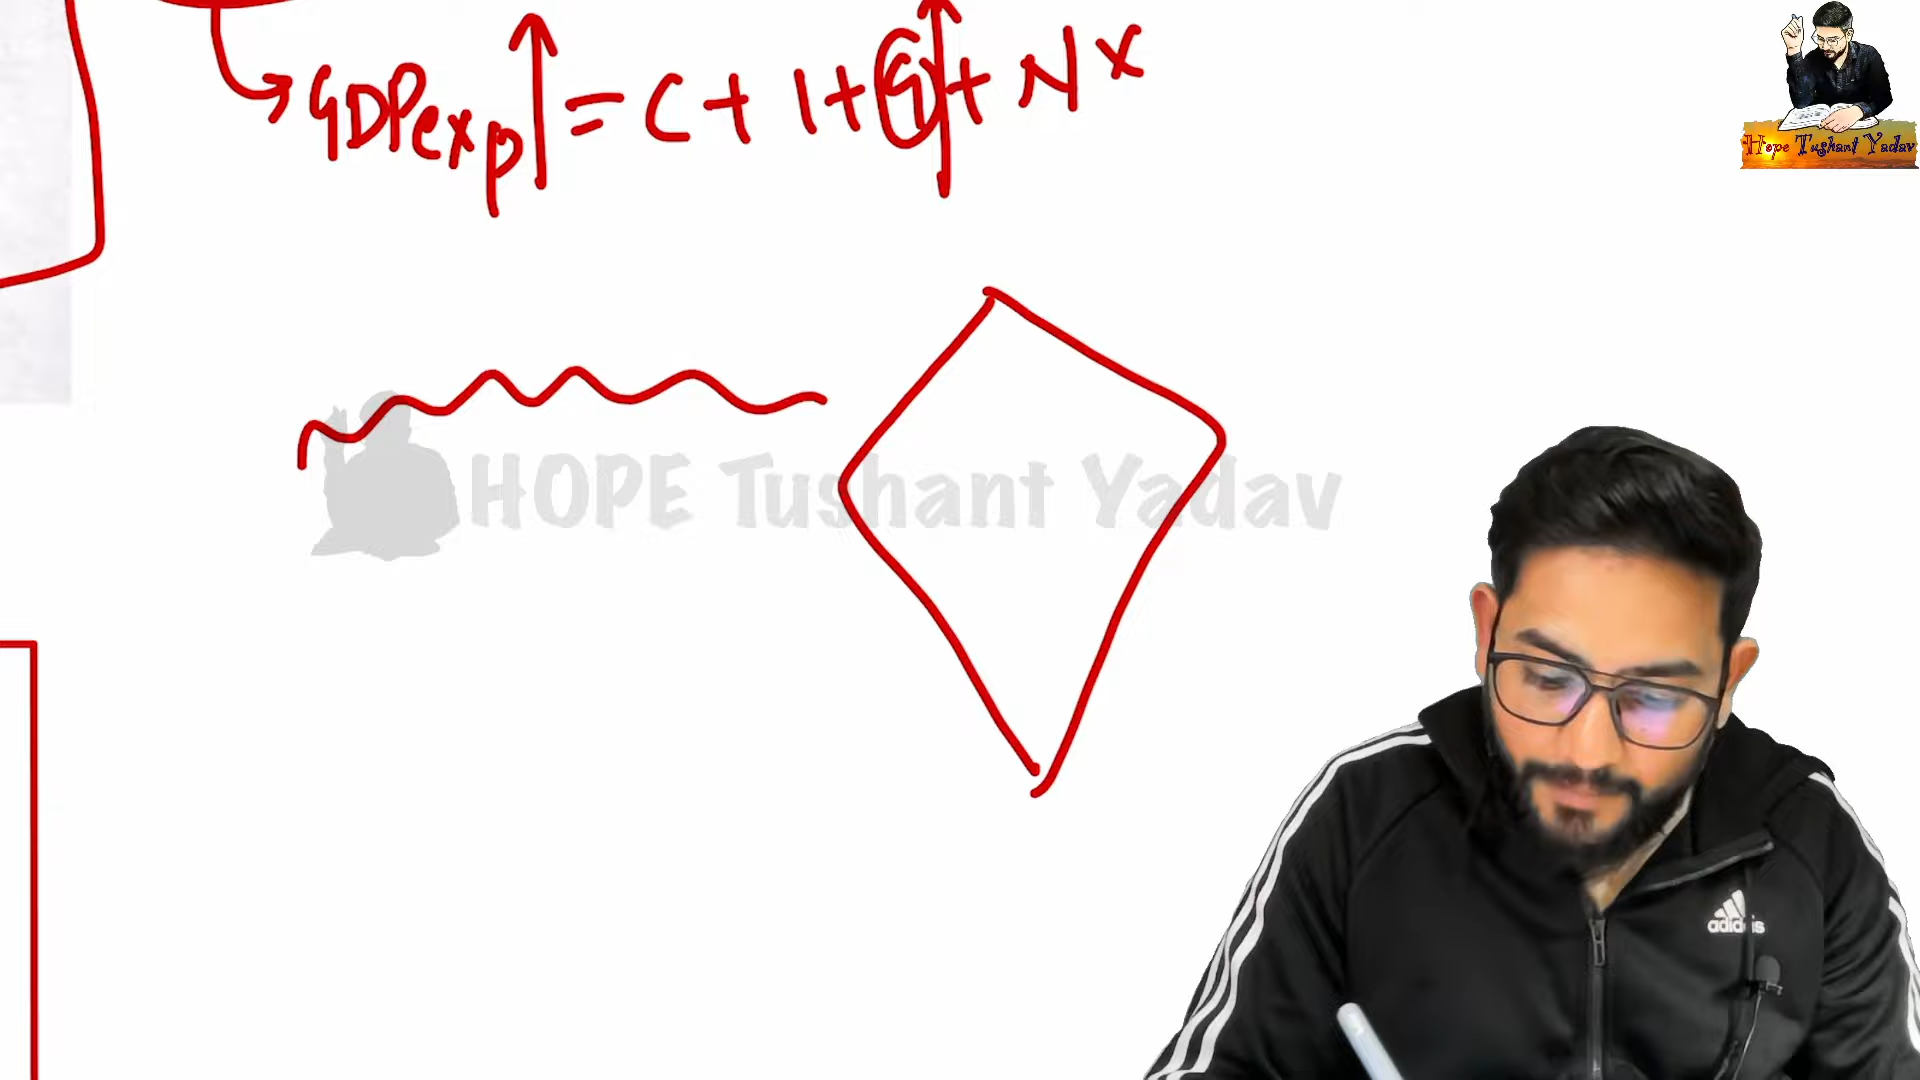 GDPexp ↑ = C + I + G ↑ + NX
Hope Tushant Yadav
HOPE Tushant Yadav
adidas